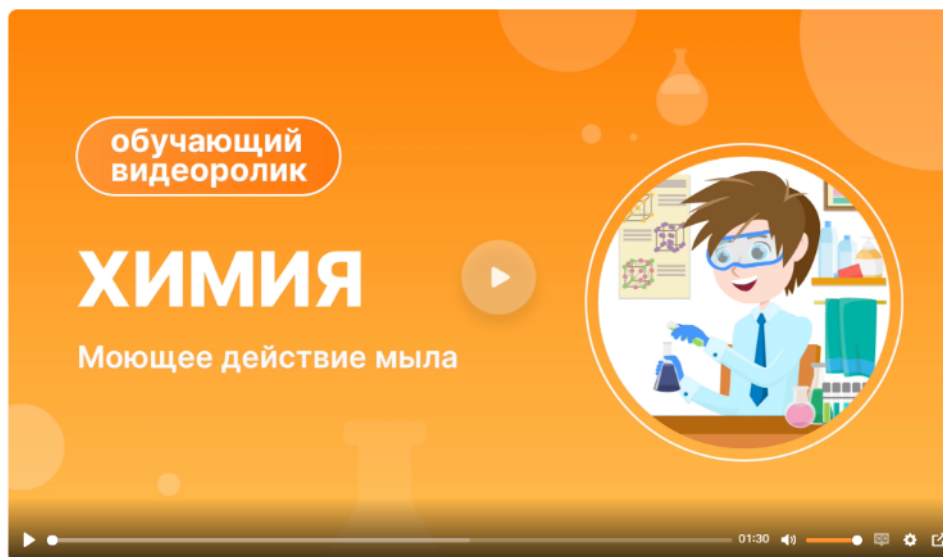 обучающий
видеоролик
ХИМИЯ
Моющее действие мыла
01:30